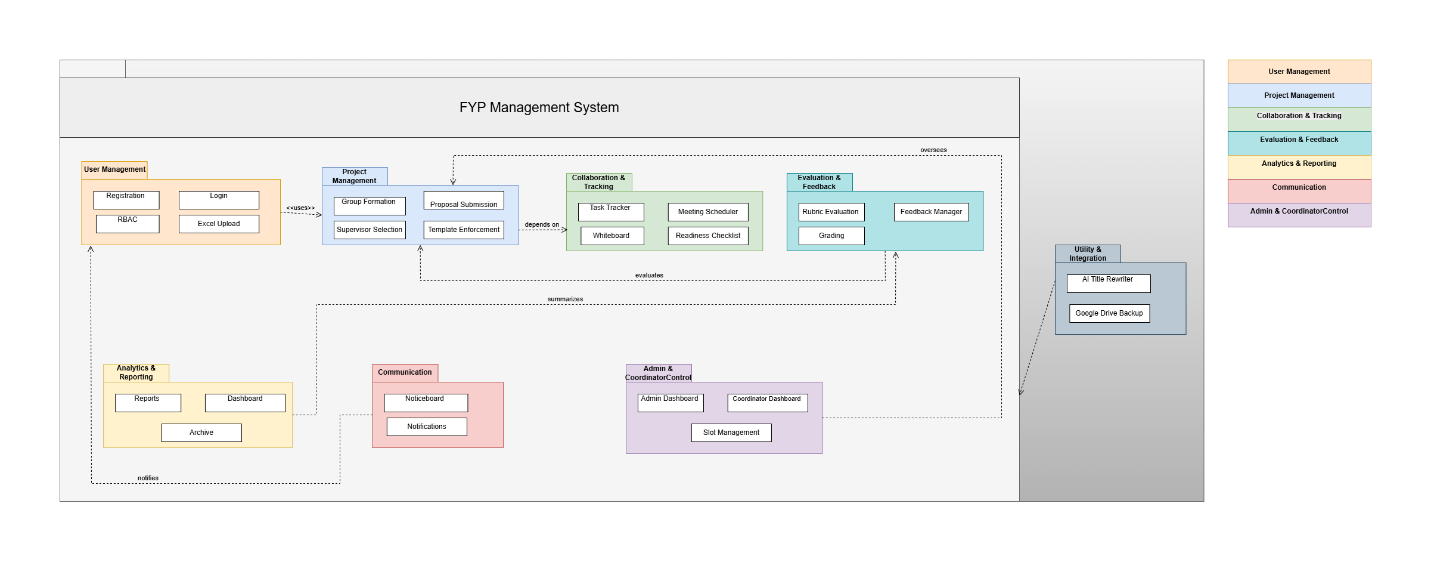 FYP Management System
User Management
Project Management
Collaboration & Tracking
Evaluation & Feedback
Analytics & Reporting
Communication
Admin & CoordinatorControl
oversees
User Management
Registration
Login
RBAC
Excel Upload
<<uses>>
Project
Management
Group Formation
Proposal Submission
Supervisor Selection
Template Enforcement
depends on
Collaboration &
Tracking
Task Tracker
Meeting Scheduler
Whiteboard
Readiness Checklist
Evaluation &
Feedback
Rubric Evaluation
Feedback Manager
Grading
evaluates
summarizes
Utility &
Integration
AI Title Rewriter
Google Drive Backup
Analytics &
Reporting
Reports
Dashboard
Archive
Communication
Noticeboard
Notifications
Admin &
CoordinatorControl
Admin Dashboard
Coordinator Dashboard
Slot Management
notifies